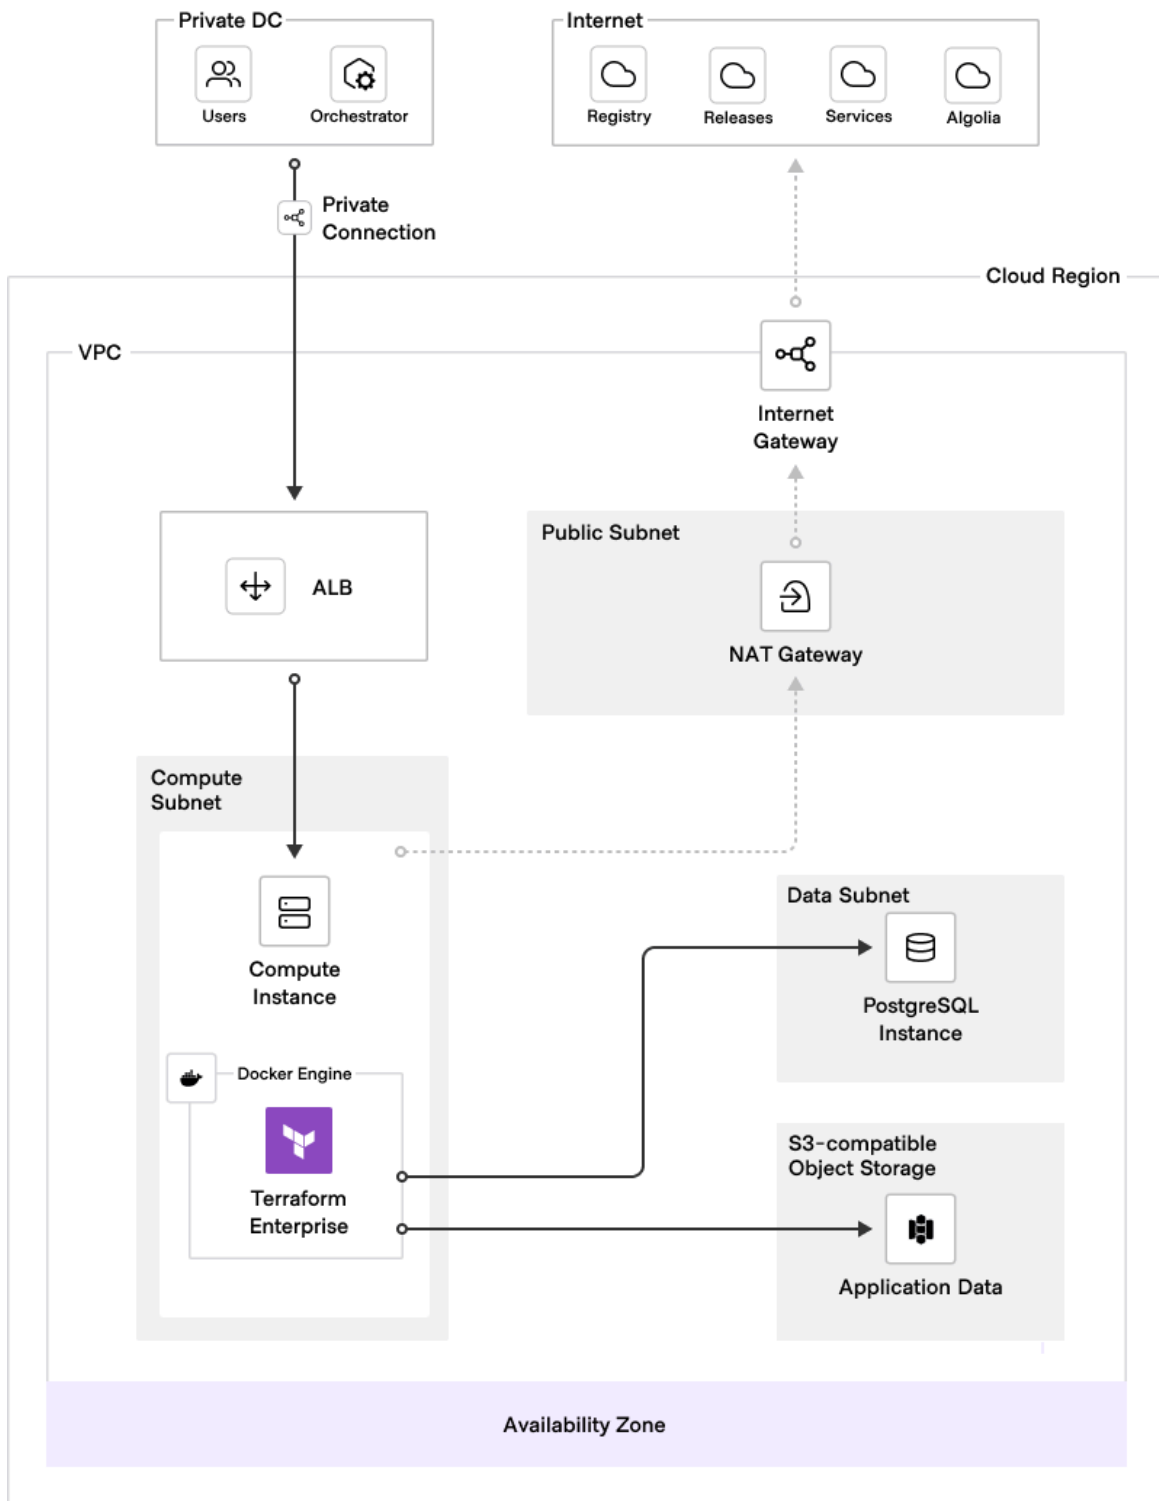 Private DC
Internet
Users
Orchestrator
Registry
Releases
Services
Algolia
Private
Connection
Cloud Region
VPC
Internet
Gateway
ALB
Public Subnet
NAT Gateway
Compute
Subnet
Compute
Instance
Data Subnet
PostgreSQL
Instance
Docker Engine
Terraform
Enterprise
S3-compatible
Object Storage
Application Data
Availability Zone